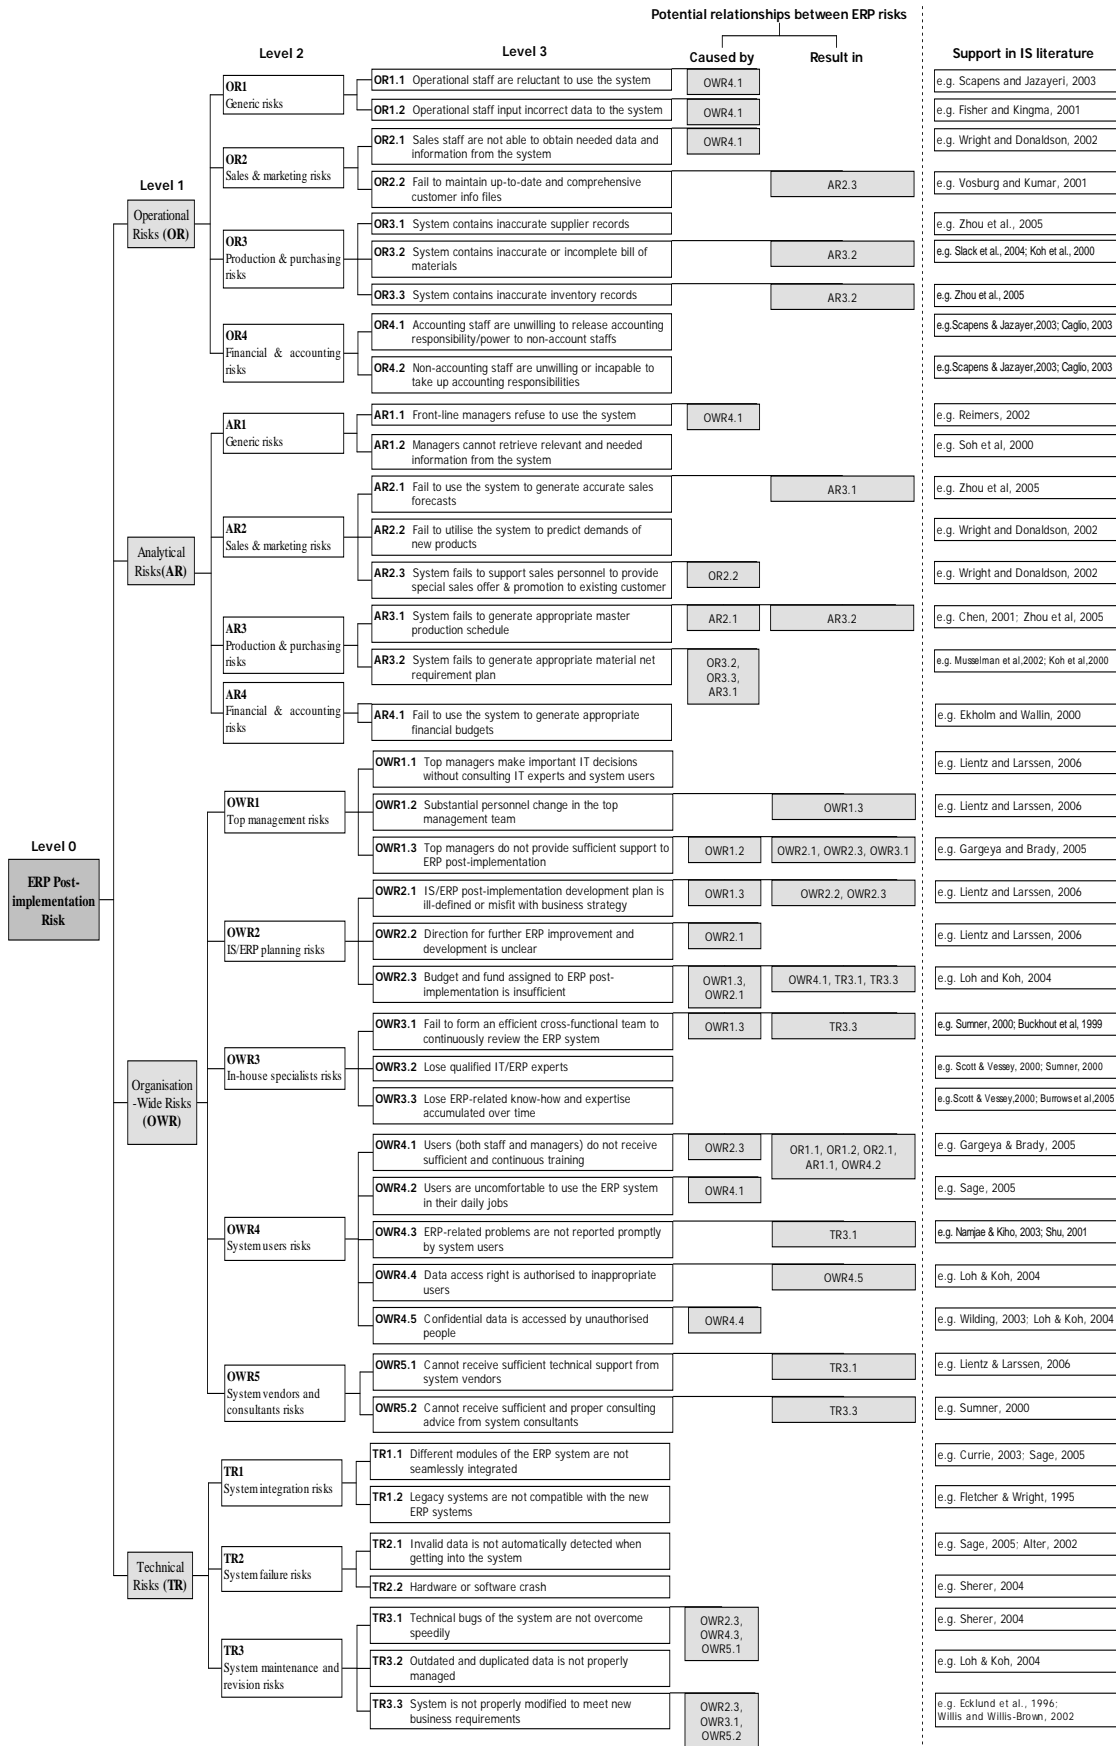 Potential relationships between ERP risks
Level 2
Level 3
Caused by
Result in
Support in IS literature
Level 1
Level 0
ERP Post-
implementation
Risk
Operational
Risks (OR)
OR1
Generic risks
OR1.1 Operational staff are reluctant to use the system
OWR4.1
e.g. Scapens and Jazayeri, 2003
OR1.2 Operational staff input incorrect data to the system
OWR4.1
e.g. Fisher and Kingma, 2001
OR2
Sales & marketing risks
OR2.1 Sales staff are not able to obtain needed data and
information from the system
OWR4.1
e.g. Wright and Donaldson, 2002
OR2.2 Fail to maintain up-to-date and comprehensive
customer info files
AR2.3
e.g. Vosburg and Kumar, 2001
OR3
Production & purchasing
risks
OR3.1 System contains inaccurate supplier records
e.g. Zhou et al., 2005
OR3.2 System contains inaccurate or incomplete bill of
materials
AR3.2
e.g. Slack et al., 2004; Koh et al., 2000
OR3.3 System contains inaccurate inventory records
AR3.2
e.g. Zhou et al., 2005
OR4
Financial & accounting
risks
OR4.1 Accounting staff are unwilling to release accounting
responsibility/power to non-account staffs
e.g.Scapens & Jazayer,2003; Caglio, 2003
OR4.2 Non-accounting staff are unwilling or incapable to
take up accounting responsibilities
e.g.Scapens & Jazayer,2003; Caglio, 2003
Analytical
Risks(AR)
AR1
Generic risks
AR1.1 Front-line managers refuse to use the system
OWR4.1
e.g. Reimers, 2002
AR1.2 Managers cannot retrieve relevant and needed
information from the system
e.g. Soh et al, 2000
AR2
Sales & marketing risks
AR2.1 Fail to use the system to generate accurate sales
forecasts
AR3.1
e.g. Zhou et al, 2005
AR2.2 Fail to utilise the system to predict demands of
new products
e.g. Wright and Donaldson, 2002
AR2.3 System fails to support sales personnel to provide
special sales offer & promotion to existing customer
OR2.2
e.g. Wright and Donaldson, 2002
AR3
Production & purchasing
risks
AR3.1 System fails to generate appropriate master
production schedule
AR2.1
AR3.2
e.g. Chen, 2001; Zhou et al, 2005
AR3.2 System fails to generate appropriate material net
requirement plan
OR3.2,
OR3.3,
AR3.1
e.g. Musselman et al,2002; Koh et al,2000
AR4
Financial & accounting
risks
AR4.1 Fail to use the system to generate appropriate
financial budgets
e.g. Ekholm and Wallin, 2000
Organisation
-Wide Risks
(OWR)
OWR1
Top management risks
OWR1.1 Top managers make important IT decisions
without consulting IT experts and system users
e.g. Lientz and Larssen, 2006
OWR1.2 Substantial personnel change in the top
management team
OWR1.3
e.g. Lientz and Larssen, 2006
OWR1.3 Top managers do not provide sufficient support to
ERP post-implementation
OWR1.2
OWR2.1, OWR2.3, OWR3.1
e.g. Gargeya and Brady, 2005
OWR2
IS/ERP planning risks
OWR2.1 IS/ERP post-implementation development plan is
ill-defined or misfit with business strategy
OWR1.3
OWR2.2, OWR2.3
e.g. Lientz and Larssen, 2006
OWR2.2 Direction for further ERP improvement and
development is unclear
OWR2.1
e.g. Lientz and Larssen, 2006
OWR2.3 Budget and fund assigned to ERP post-
implementation is insufficient
OWR1.3,
OWR2.1
OWR4.1, TR3.1, TR3.3
e.g. Loh and Koh, 2004
OWR3
In-house specialists risks
OWR3.1 Fail to form an efficient cross-functional team to
continuously review the ERP system
OWR1.3
TR3.3
e.g. Sumner, 2000; Buckhout et al, 1999
OWR3.2 Lose qualified IT/ERP experts
e.g. Scott & Vessey, 2000; Sumner, 2000
OWR3.3 Lose ERP-related know-how and expertise
accumulated over time
e.g.Scott & Vessey,2000; Burrows et al,2005
OWR4
System users risks
OWR4.1 Users (both staff and managers) do not receive
sufficient and continuous training
OWR2.3
OR1.1, OR1.2, OR2.1,
AR1.1, OWR4.2
e.g. Gargeya & Brady, 2005
OWR4.2 Users are uncomfortable to use the ERP system
in their daily jobs
OWR4.1
e.g. Sage, 2005
OWR4.3 ERP-related problems are not reported promptly
by system users
TR3.1
e.g. Namjae & Kiho, 2003; Shu, 2001
OWR4.4 Data access right is authorised to inappropriate
users
OWR4.5
e.g. Loh & Koh, 2004
OWR4.5 Confidential data is accessed by unauthorised
people
OWR4.4
e.g. Wilding, 2003; Loh & Koh, 2004
OWR5
System vendors and
consultants risks
OWR5.1 Cannot receive sufficient technical support from
system vendors
TR3.1
e.g. Lientz & Larssen, 2006
OWR5.2 Cannot receive sufficient and proper consulting
advice from system consultants
TR3.3
e.g. Sumner, 2000
Technical
Risks (TR)
TR1
System integration risks
TR1.1 Different modules of the ERP system are not
seamlessly integrated
e.g. Currie, 2003; Sage, 2005
TR1.2 Legacy systems are not compatible with the new
ERP systems
e.g. Fletcher & Wright, 1995
TR2
System failure risks
TR2.1 Invalid data is not automatically detected when
getting into the system
e.g. Sage, 2005; Alter, 2002
TR2.2 Hardware or software crash
e.g. Sherer, 2004
TR3
System maintenance and
revision risks
TR3.1 Technical bugs of the system are not overcome
speedily
OWR2.3,
OWR4.3,
OWR5.1
e.g. Sherer, 2004
TR3.2 Outdated and duplicated data is not properly
managed
e.g. Loh & Koh, 2004
TR3.3 System is not properly modified to meet new
business requirements
OWR2.3,
OWR3.1,
OWR5.2
e.g. Ecklund et al., 1996;
Willis and Willis-Brown, 2002